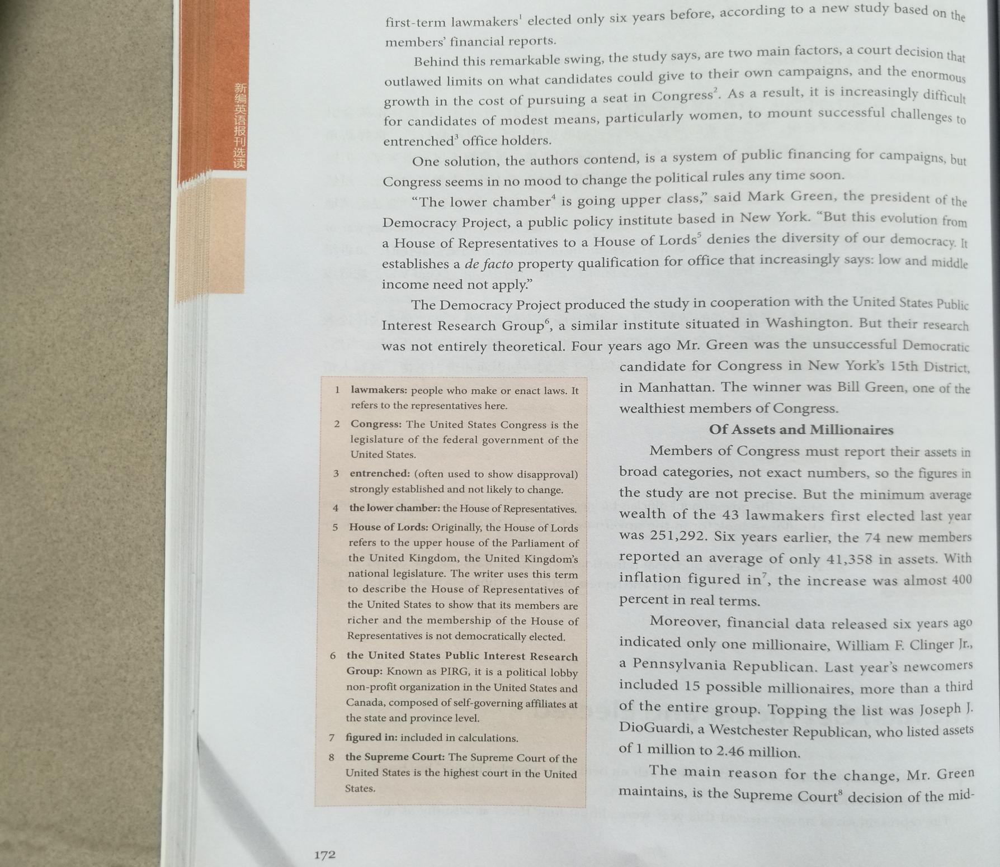 first-term lawmakers¹ elected only six years before, according to a new study based on the
members’ financial reports.
Behind this remarkable swing, the study says, are two main factors, a court decision that
outlawed limits on what candidates could give to their own campaigns, and the enormous
growth in the cost of pursuing a seat in Congress². As a result, it is increasingly difficult
for candidates of modest means, particularly women, to mount successful challenges to
entrenched³ office holders.
One solution, the authors contend, is a system of public financing for campaigns, but
Congress seems in no mood to change the political rules any time soon.
“The lower chamber⁴ is going upper class,” said Mark Green, the president of the
Democracy Project, a public policy institute based in New York. “But this evolution from
a House of Representatives to a House of Lords⁵ denies the diversity of our democracy. It
establishes a de facto property qualification for office that increasingly says: low and middle
income need not apply.”
The Democracy Project produced the study in cooperation with the United States Public
Interest Research Group⁶, a similar institute situated in Washington. But their research
was not entirely theoretical. Four years ago Mr. Green was the unsuccessful Democratic
candidate for Congress in New York’s 15th District,
in Manhattan. The winner was Bill Green, one of the
wealthiest members of Congress.
Of Assets and Millionaires
Members of Congress must report their assets in
broad categories, not exact numbers, so the figures in
the study are not precise. But the minimum average
wealth of the 43 lawmakers first elected last year
was 251,292. Six years earlier, the 74 new members
reported an average of only 41,358 in assets. With
inflation figured in⁷, the increase was almost 400
percent in real terms.
Moreover, financial data released six years ago
indicated only one millionaire, William F. Clinger Jr.,
a Pennsylvania Republican. Last year’s newcomers
included 15 possible millionaires, more than a third
of the entire group. Topping the list was Joseph J.
DioGuardi, a Westchester Republican, who listed assets
of 1 million to 2.46 million.
The main reason for the change, Mr. Green
maintains, is the Supreme Court⁸ decision of the mid-
1 lawmakers: people who make or enact laws. It
refers to the representatives here.
2 Congress: The United States Congress is the
legislature of the federal government of the
United States.
3 entrenched: (often used to show disapproval)
strongly established and not likely to change.
4 the lower chamber: the House of Representatives.
5 House of Lords: Originally, the House of Lords
refers to the upper house of the Parliament of
the United Kingdom, the United Kingdom’s
national legislature. The writer uses this term
to describe the House of Representatives of
the United States to show that its members are
richer and the membership of the House of
Representatives is not democratically elected.
6 the United States Public Interest Research
Group: Known as PIRG, it is a political lobby
non-profit organization in the United States and
Canada, composed of self-governing affiliates at
the state and province level.
7 figured in: included in calculations.
8 the Supreme Court: The Supreme Court of the
United States is the highest court in the United
States.
172
新编英语报刊选读